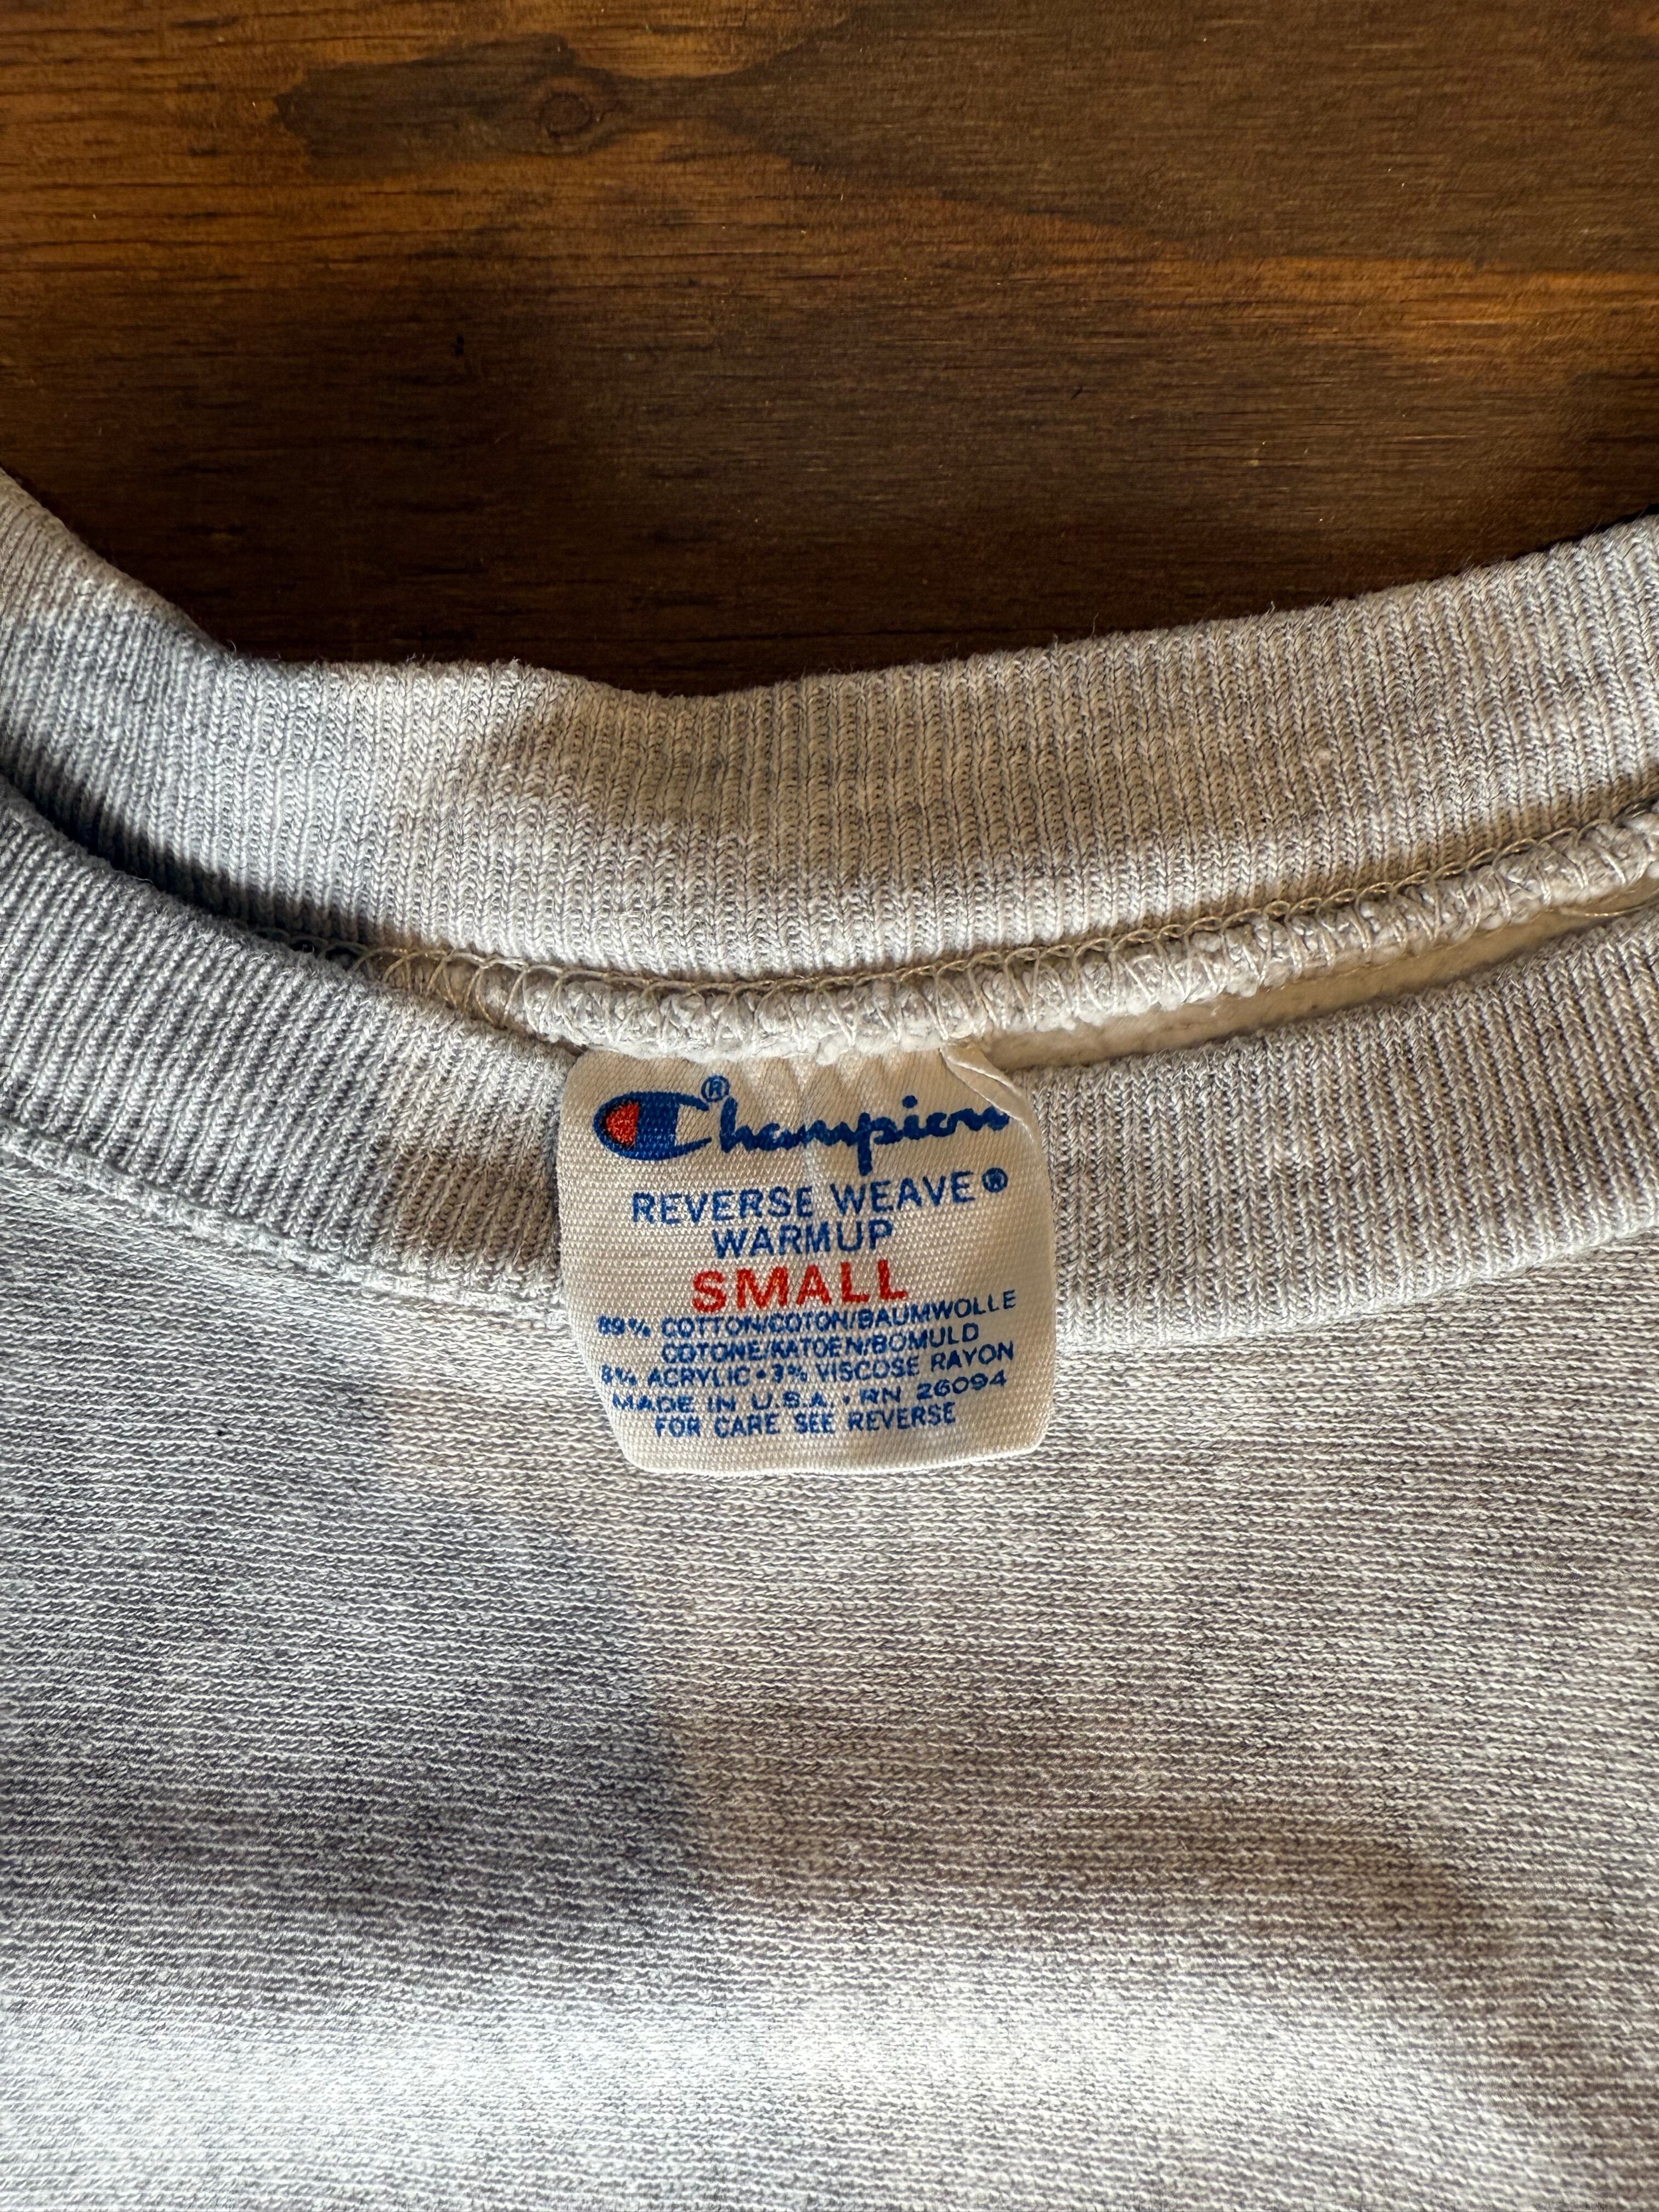 Champion®
REVERSE WEAVE®
WARMUP
SMALL
89% COTTON/COTON/BAUMWOLLE
COTONE/KATOEN/BOMULD
8% ACRYLIC • 3% VISCOSE RAYON
MADE IN U.S.A. • RN 26094
FOR CARE SEE REVERSE